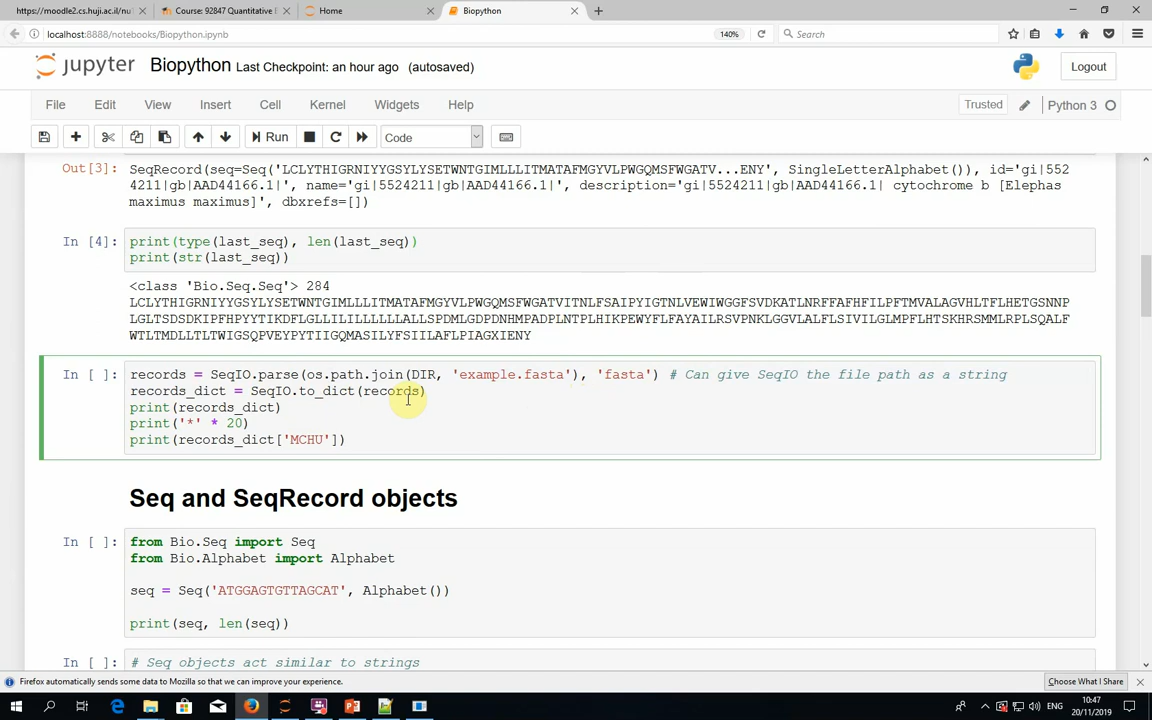 https://moodle2.cs.huji.ac.il/nu
Course: 92847 Quantitative
Home
Biopython
localhost:8888/notebooks/Biopython.ipynb
140%
Search
jupyter Biopython Last Checkpoint: an hour ago (autosaved)
Logout
File Edit View Insert Cell Kernel Widgets Help
Trusted
Python 3
Run
Code
Out[3]: SeqRecord(seq=Seq('LCLYTHIGRNIYYGSYLYSETWNTGIMLLLITMATAFMGYVLPWGQMSFWGATV...ENY', SingleLetterAlphabet()), id='gi|552
4211|gb|AAD44166.1|', name='gi|5524211|gb|AAD44166.1|', description='gi|5524211|gb|AAD44166.1| cytochrome b [Elephas
maximus maximus]', dbxrefs=[])
In [4]: print(type(last_seq), len(last_seq))
print(str(last_seq))
<class 'Bio.Seq.Seq'> 284
LCLYTHIGRNIYYGSYLYSETWNTGIMLLLITMATAFMGYVLPWGQMSFWGATVITNLFSAIPYIGTNLVEWIWGGFSVDKATLNRFFAFHFILPFTMVALAGVHLTFLHETGSNNP
LGLTSDSDKIPFHPYYTIKDFLGLLILILLLLLLALLSPDMLGDPDNHMPADPLNTPLHIKPEWYFLFAYAILRSVPNKLGGVLALFLSIVILGLMPFLHTSKHRSMMLRPLSQALF
WTLTMDLLTLTWIGSQPVEYPYTIIGQMASILYFSIILAFLPIAGXIENY
In [ ]: records = SeqIO.parse(os.path.join(DIR, 'example.fasta'), 'fasta') # Can give SeqIO the file path as a string
records_dict = SeqIO.to_dict(records)
print(records_dict)
print('*' * 20)
print(records_dict['MCHU'])
Seq and SeqRecord objects
In [ ]: from Bio.Seq import Seq
from Bio.Alphabet import Alphabet
seq = Seq('ATGGAGTGTTAGCAT', Alphabet())
print(seq, len(seq))
In [ ]: # Seq objects act similar to strings
Firefox automatically sends some data to Mozilla so that we can improve your experience.
Choose What I Share
ENG
10:47
20/11/2019